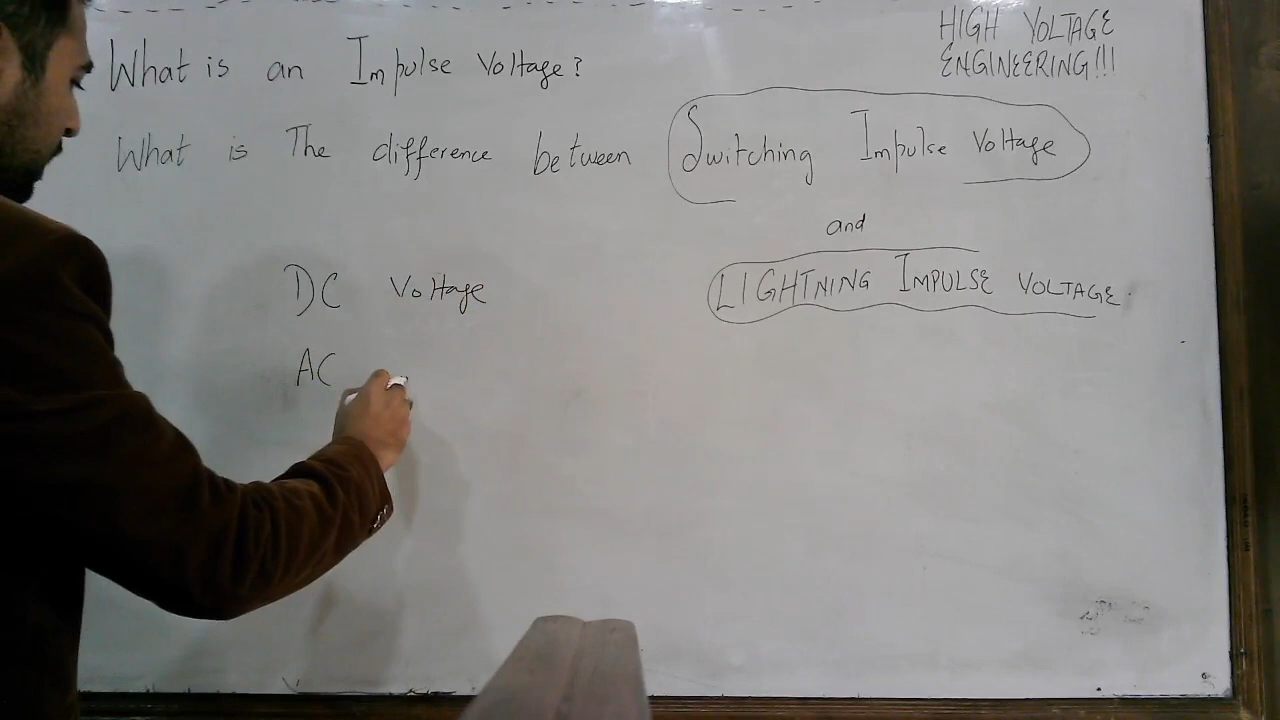 HIGH VOLTAGE
ENGINEERING!!!
What is an Impulse Voltage?
What is The difference between Switching Impulse Voltage
and
LIGHTNING IMPULSE VOLTAGE.
DC Voltage
AC